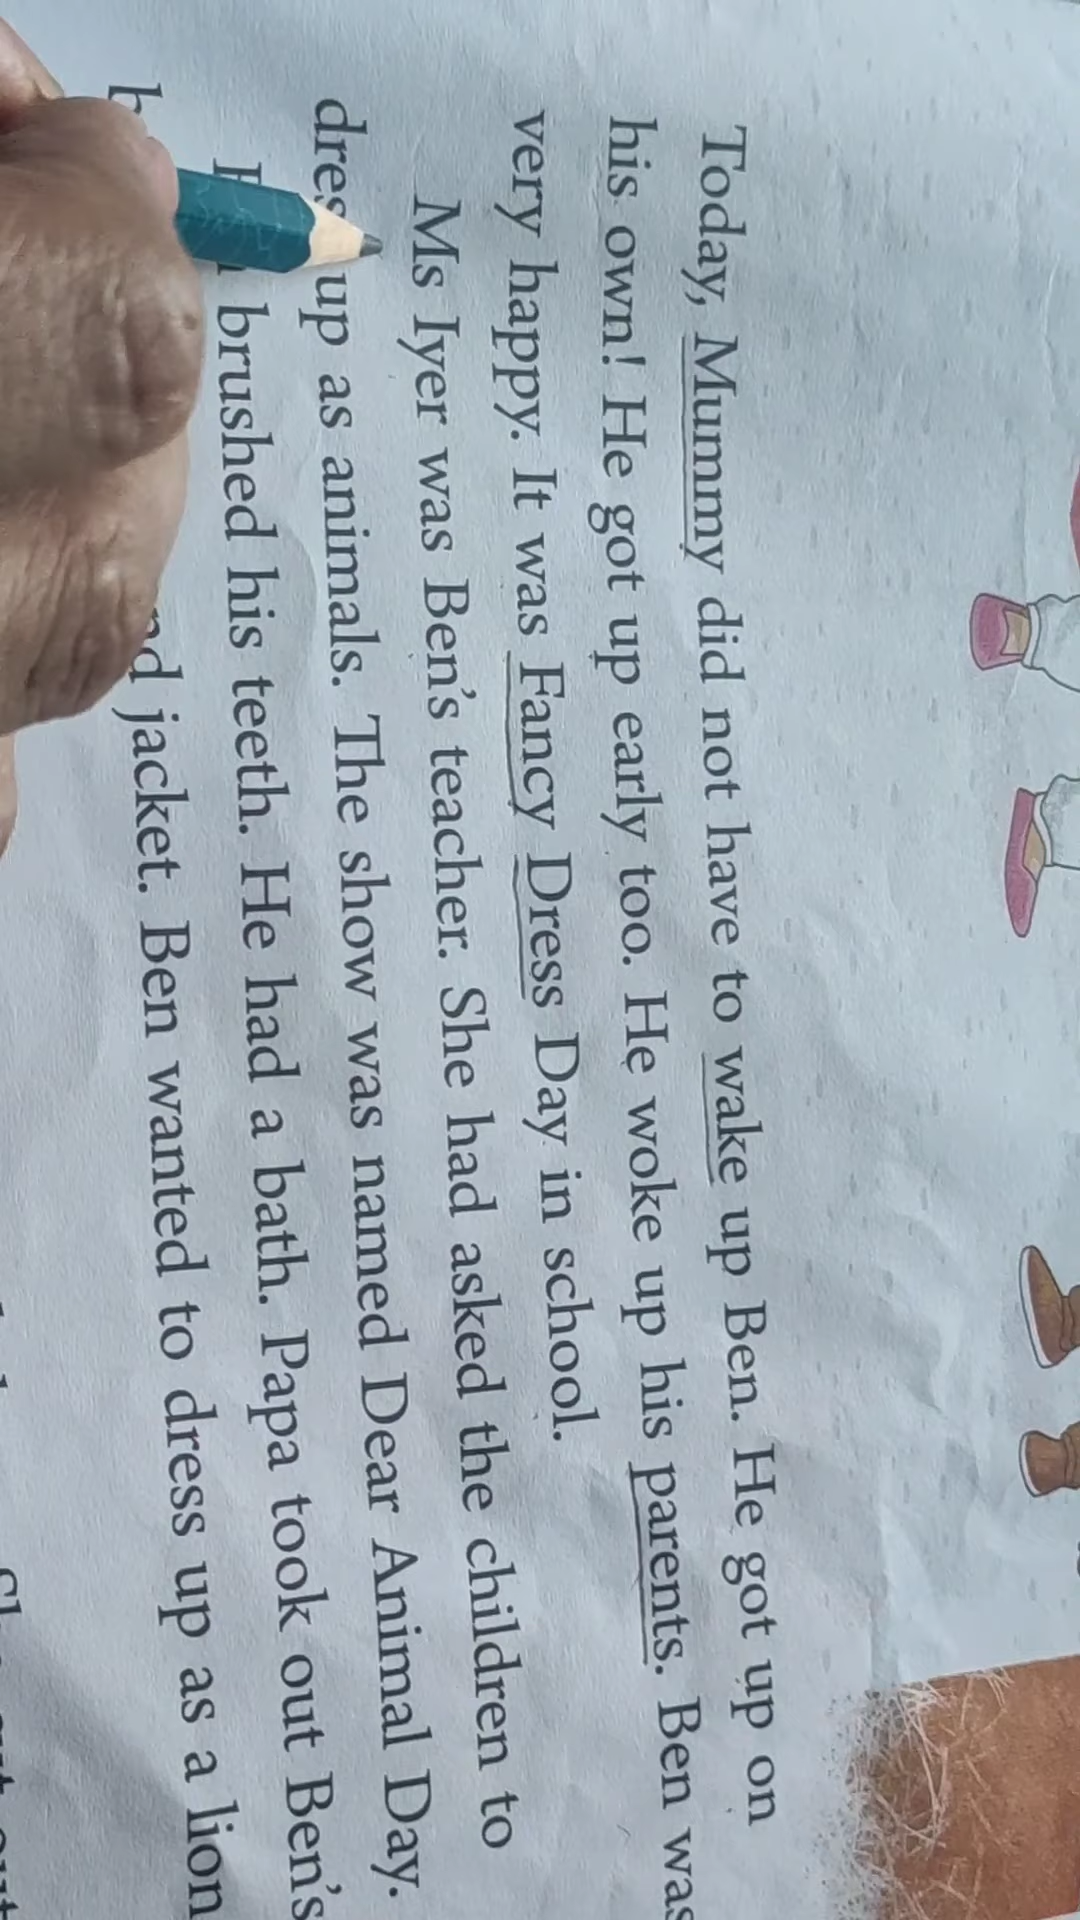 Today, Mummy did not have to wake up Ben. He got up on
his own! He got up early too. He woke up his parents. Ben was
very happy. It was Fancy Dress Day in school.
Ms Iyer was Ben's teacher. She had asked the children to
dress up as animals. The show was named Dear Animal Day.
brushed his teeth. He had a bath. Papa took out Ben's
jacket. Ben wanted to dress up as a lion